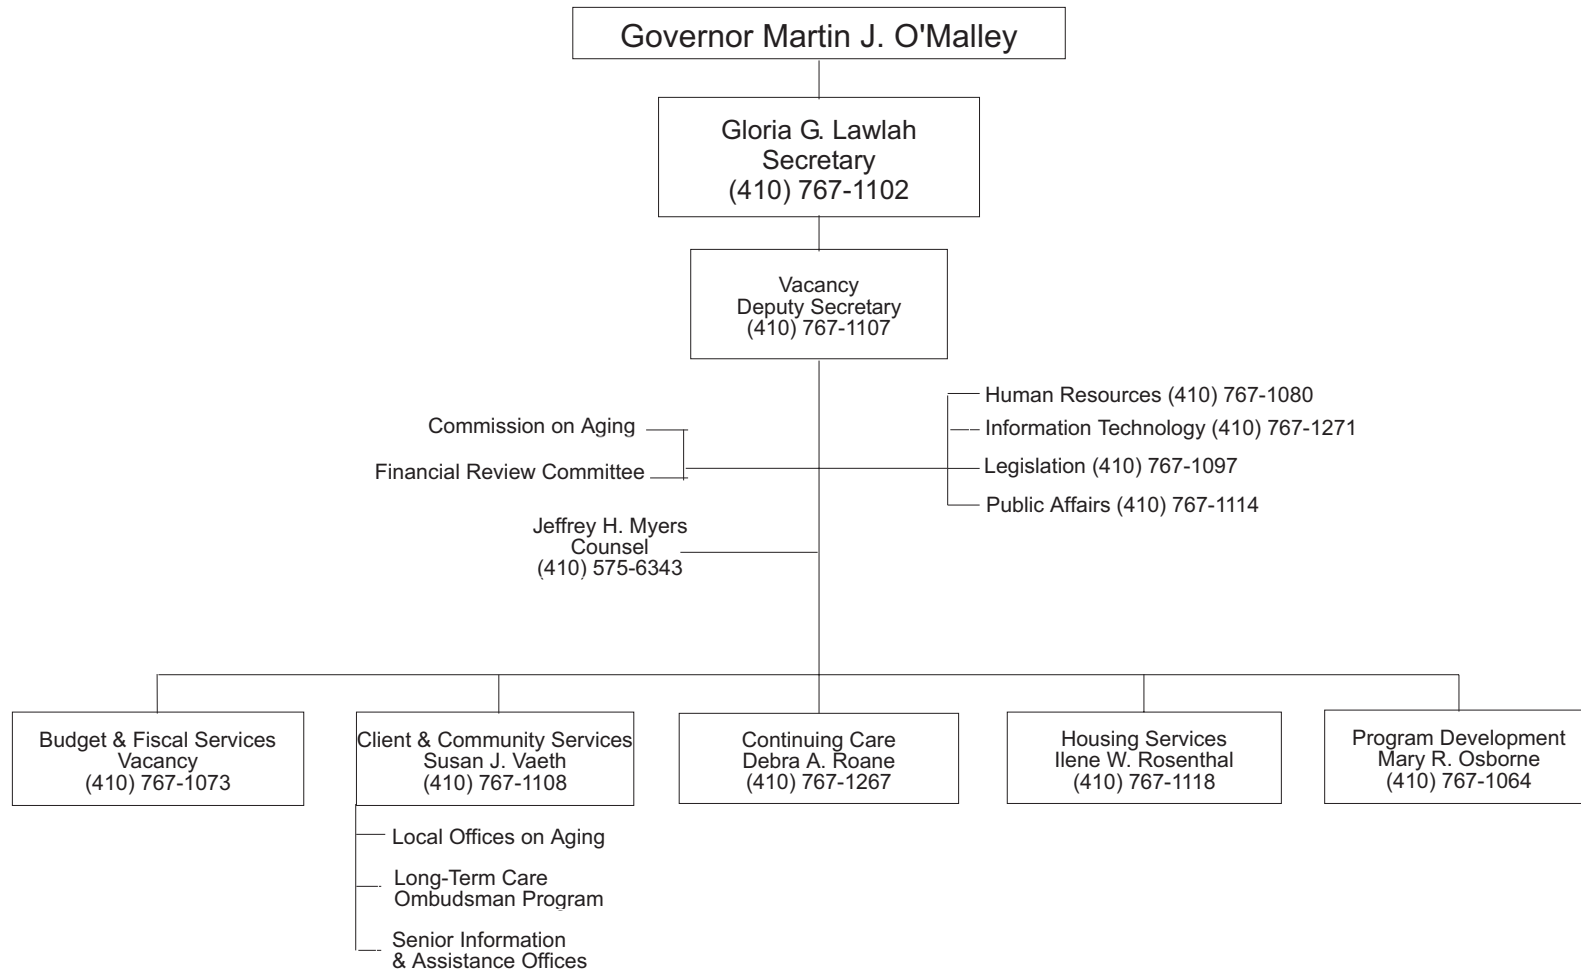 Governor Martin J. O'Malley
Gloria G. Lawlah
Secretary
(410) 767-1102
Vacancy
Deputy Secretary
(410) 767-1107
Commission on Aging
Financial Review Committee
Human Resources (410) 767-1080
Information Technology (410) 767-1271
Legislation (410) 767-1097
Public Affairs (410) 767-1114
Jeffrey H. Myers
Counsel
(410) 575-6343
Budget & Fiscal Services
Vacancy
(410) 767-1073
Client & Community Services
Susan J. Vaeth
(410) 767-1108
Local Offices on Aging
Long-Term Care
Ombudsman Program
Senior Information
& Assistance Offices
Continuing Care
Debra A. Roane
(410) 767-1267
Housing Services
Ilene W. Rosenthal
(410) 767-1118
Program Development
Mary R. Osborne
(410) 767-1064